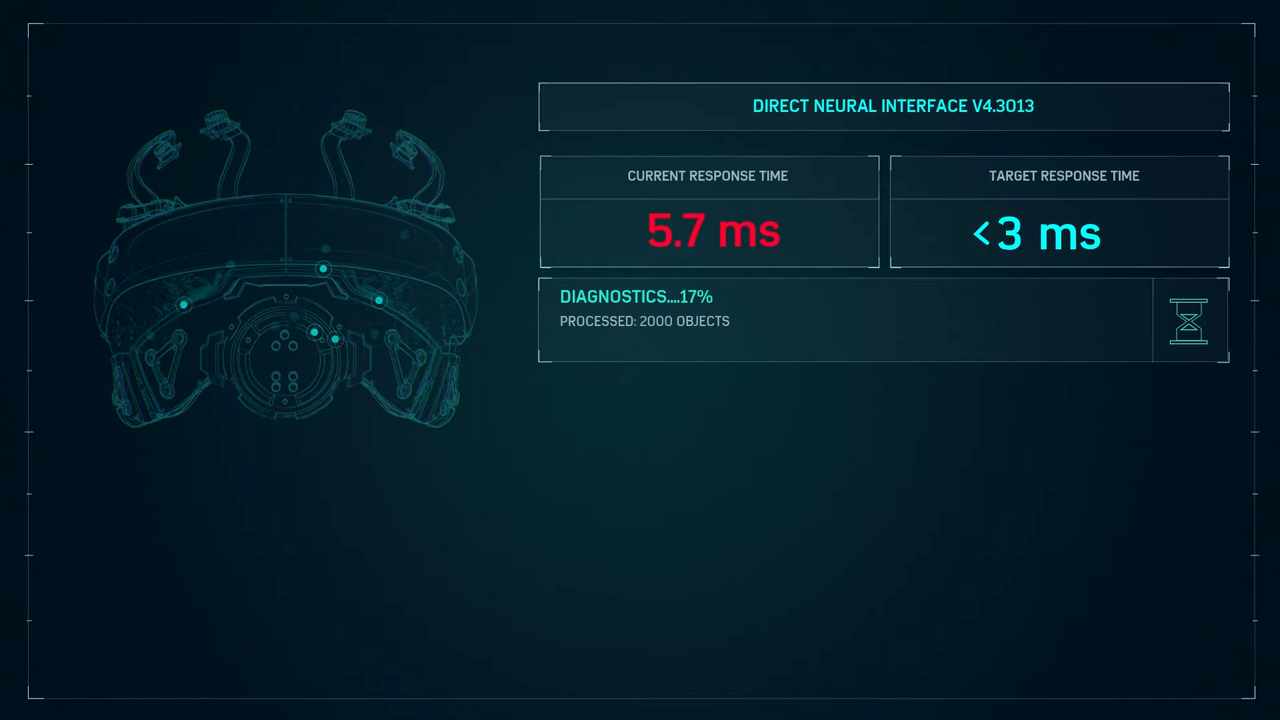 DIRECT NEURAL INTERFACE V4.3013
CURRENT RESPONSE TIME
5.7 ms
TARGET RESPONSE TIME
<3 ms
DIAGNOSTICS....17%
PROCESSED: 2000 OBJECTS